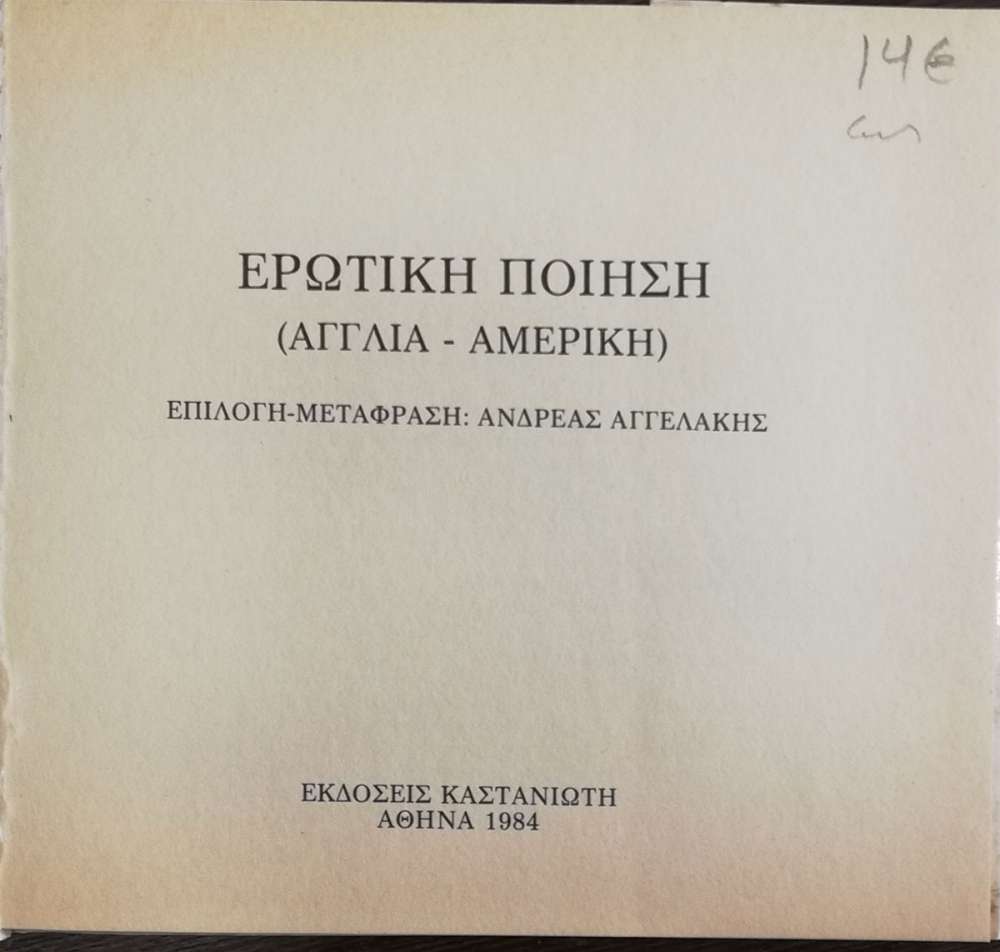 14€
ΕΡΩΤΙΚΗ ΠΟΙΗΣΗ
(ΑΓΓΛΙΑ - ΑΜΕΡΙΚΗ)
ΕΠΙΛΟΓΗ-ΜΕΤΑΦΡΑΣΗ: ΑΝΔΡΕΑΣ ΑΓΓΕΛΑΚΗΣ
ΕΚΔΟΣΕΙΣ ΚΑΣΤΑΝΙΩΤΗ
ΑΘΗΝΑ 1984